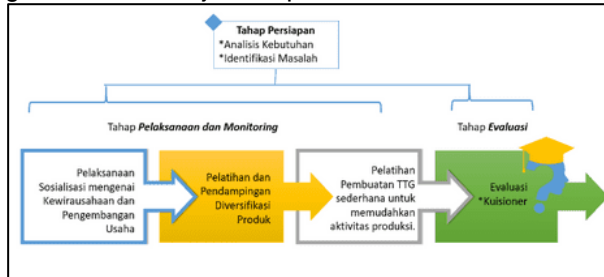 Tahap Persiapan
*Analisis Kebutuhan
*Identifikasi Masalah
Tahap Pelaksanaan dan Monitoring
Tahap Evaluasi
Pelaksanaan
Sosialisasi mengenai
Kewirausahaan dan
Pengembangan
Usaha
Pelatihan dan
Pendampingan
Diversifikasi
Produk
Pelatihan
Pembuatan TTG
sederhana untuk
memudahkan
aktivitas produksi.
Evaluasi
*Kuisioner